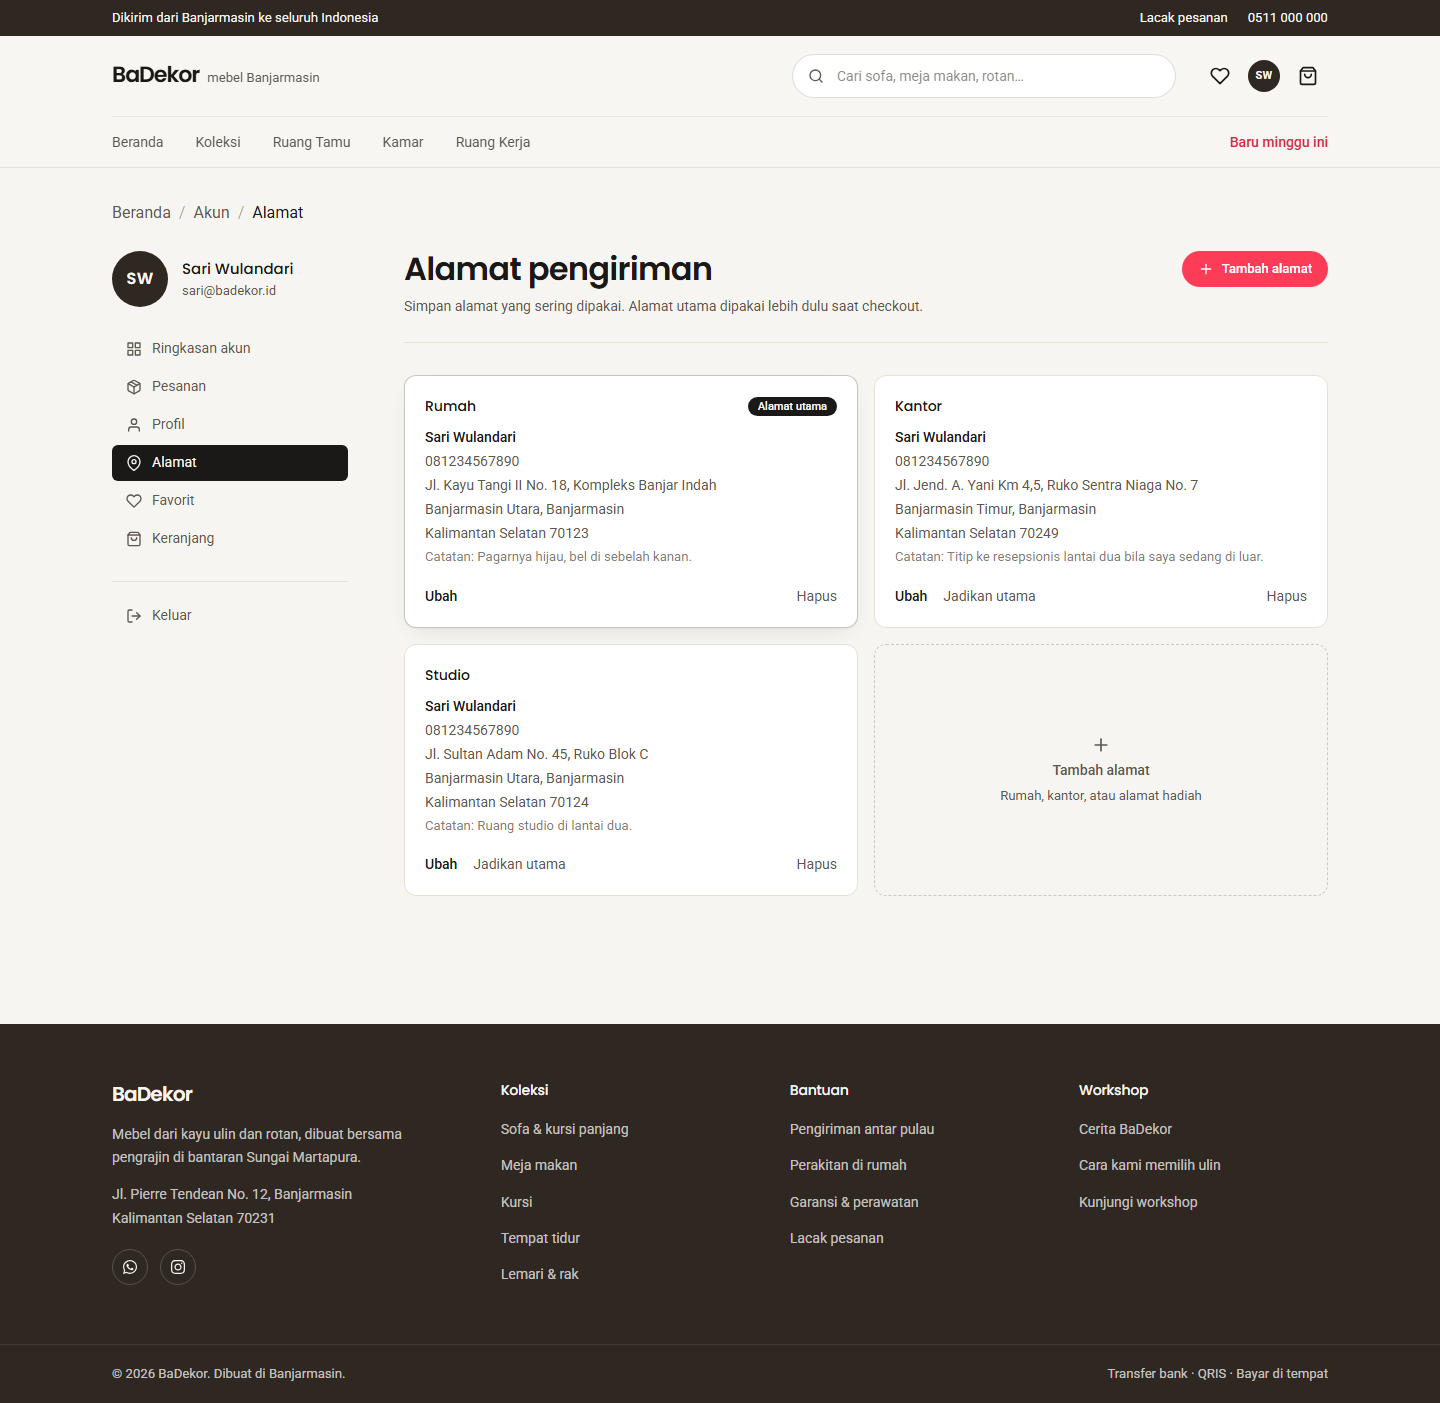 Dikirim dari Banjarmasin ke seluruh Indonesia
Lacak pesanan
0511 000 000
BaDekor mebel Banjarmasin
Cari sofa, meja makan, rotan...
SW
Beranda
Koleksi
Ruang Tamu
Kamar
Ruang Kerja
Baru minggu ini
Beranda / Akun / Alamat
SW
Sari Wulandari
sari@badekor.id
Ringkasan akun
Pesanan
Profil
Alamat
Favorit
Keranjang
Keluar
Alamat pengiriman
Simpan alamat yang sering dipakai. Alamat utama dipakai lebih dulu saat checkout.
Tambah alamat
Rumah
Alamat utama
Sari Wulandari
081234567890
Jl. Kayu Tangi II No. 18, Kompleks Banjar Indah
Banjarmasin Utara, Banjarmasin
Kalimantan Selatan 70123
Catatan: Pagarnya hijau, bel di sebelah kanan.
Ubah
Hapus
Kantor
Sari Wulandari
081234567890
Jl. Jend. A. Yani Km 4,5, Ruko Sentra Niaga No. 7
Banjarmasin Timur, Banjarmasin
Kalimantan Selatan 70249
Catatan: Titip ke resepsionis lantai dua bila saya sedang di luar.
Ubah
Jadikan utama
Hapus
Studio
Sari Wulandari
081234567890
Jl. Sultan Adam No. 45, Ruko Blok C
Banjarmasin Utara, Banjarmasin
Kalimantan Selatan 70124
Catatan: Ruang studio di lantai dua.
Ubah
Jadikan utama
Hapus
Tambah alamat
Rumah, kantor, atau alamat hadiah
BaDekor
Mebel dari kayu ulin dan rotan, dibuat bersama
pengrajin di bantaran Sungai Martapura.
Jl. Pierre Tendean No. 12, Banjarmasin
Kalimantan Selatan 70231
Koleksi
Sofa & kursi panjang
Meja makan
Kursi
Tempat tidur
Lemari & rak
Bantuan
Pengiriman antar pulau
Perakitan di rumah
Garansi & perawatan
Lacak pesanan
Workshop
Cerita BaDekor
Cara kami memilih ulin
Kunjungi workshop
© 2026 BaDekor. Dibuat di Banjarmasin.
Transfer bank · QRIS · Bayar di tempat